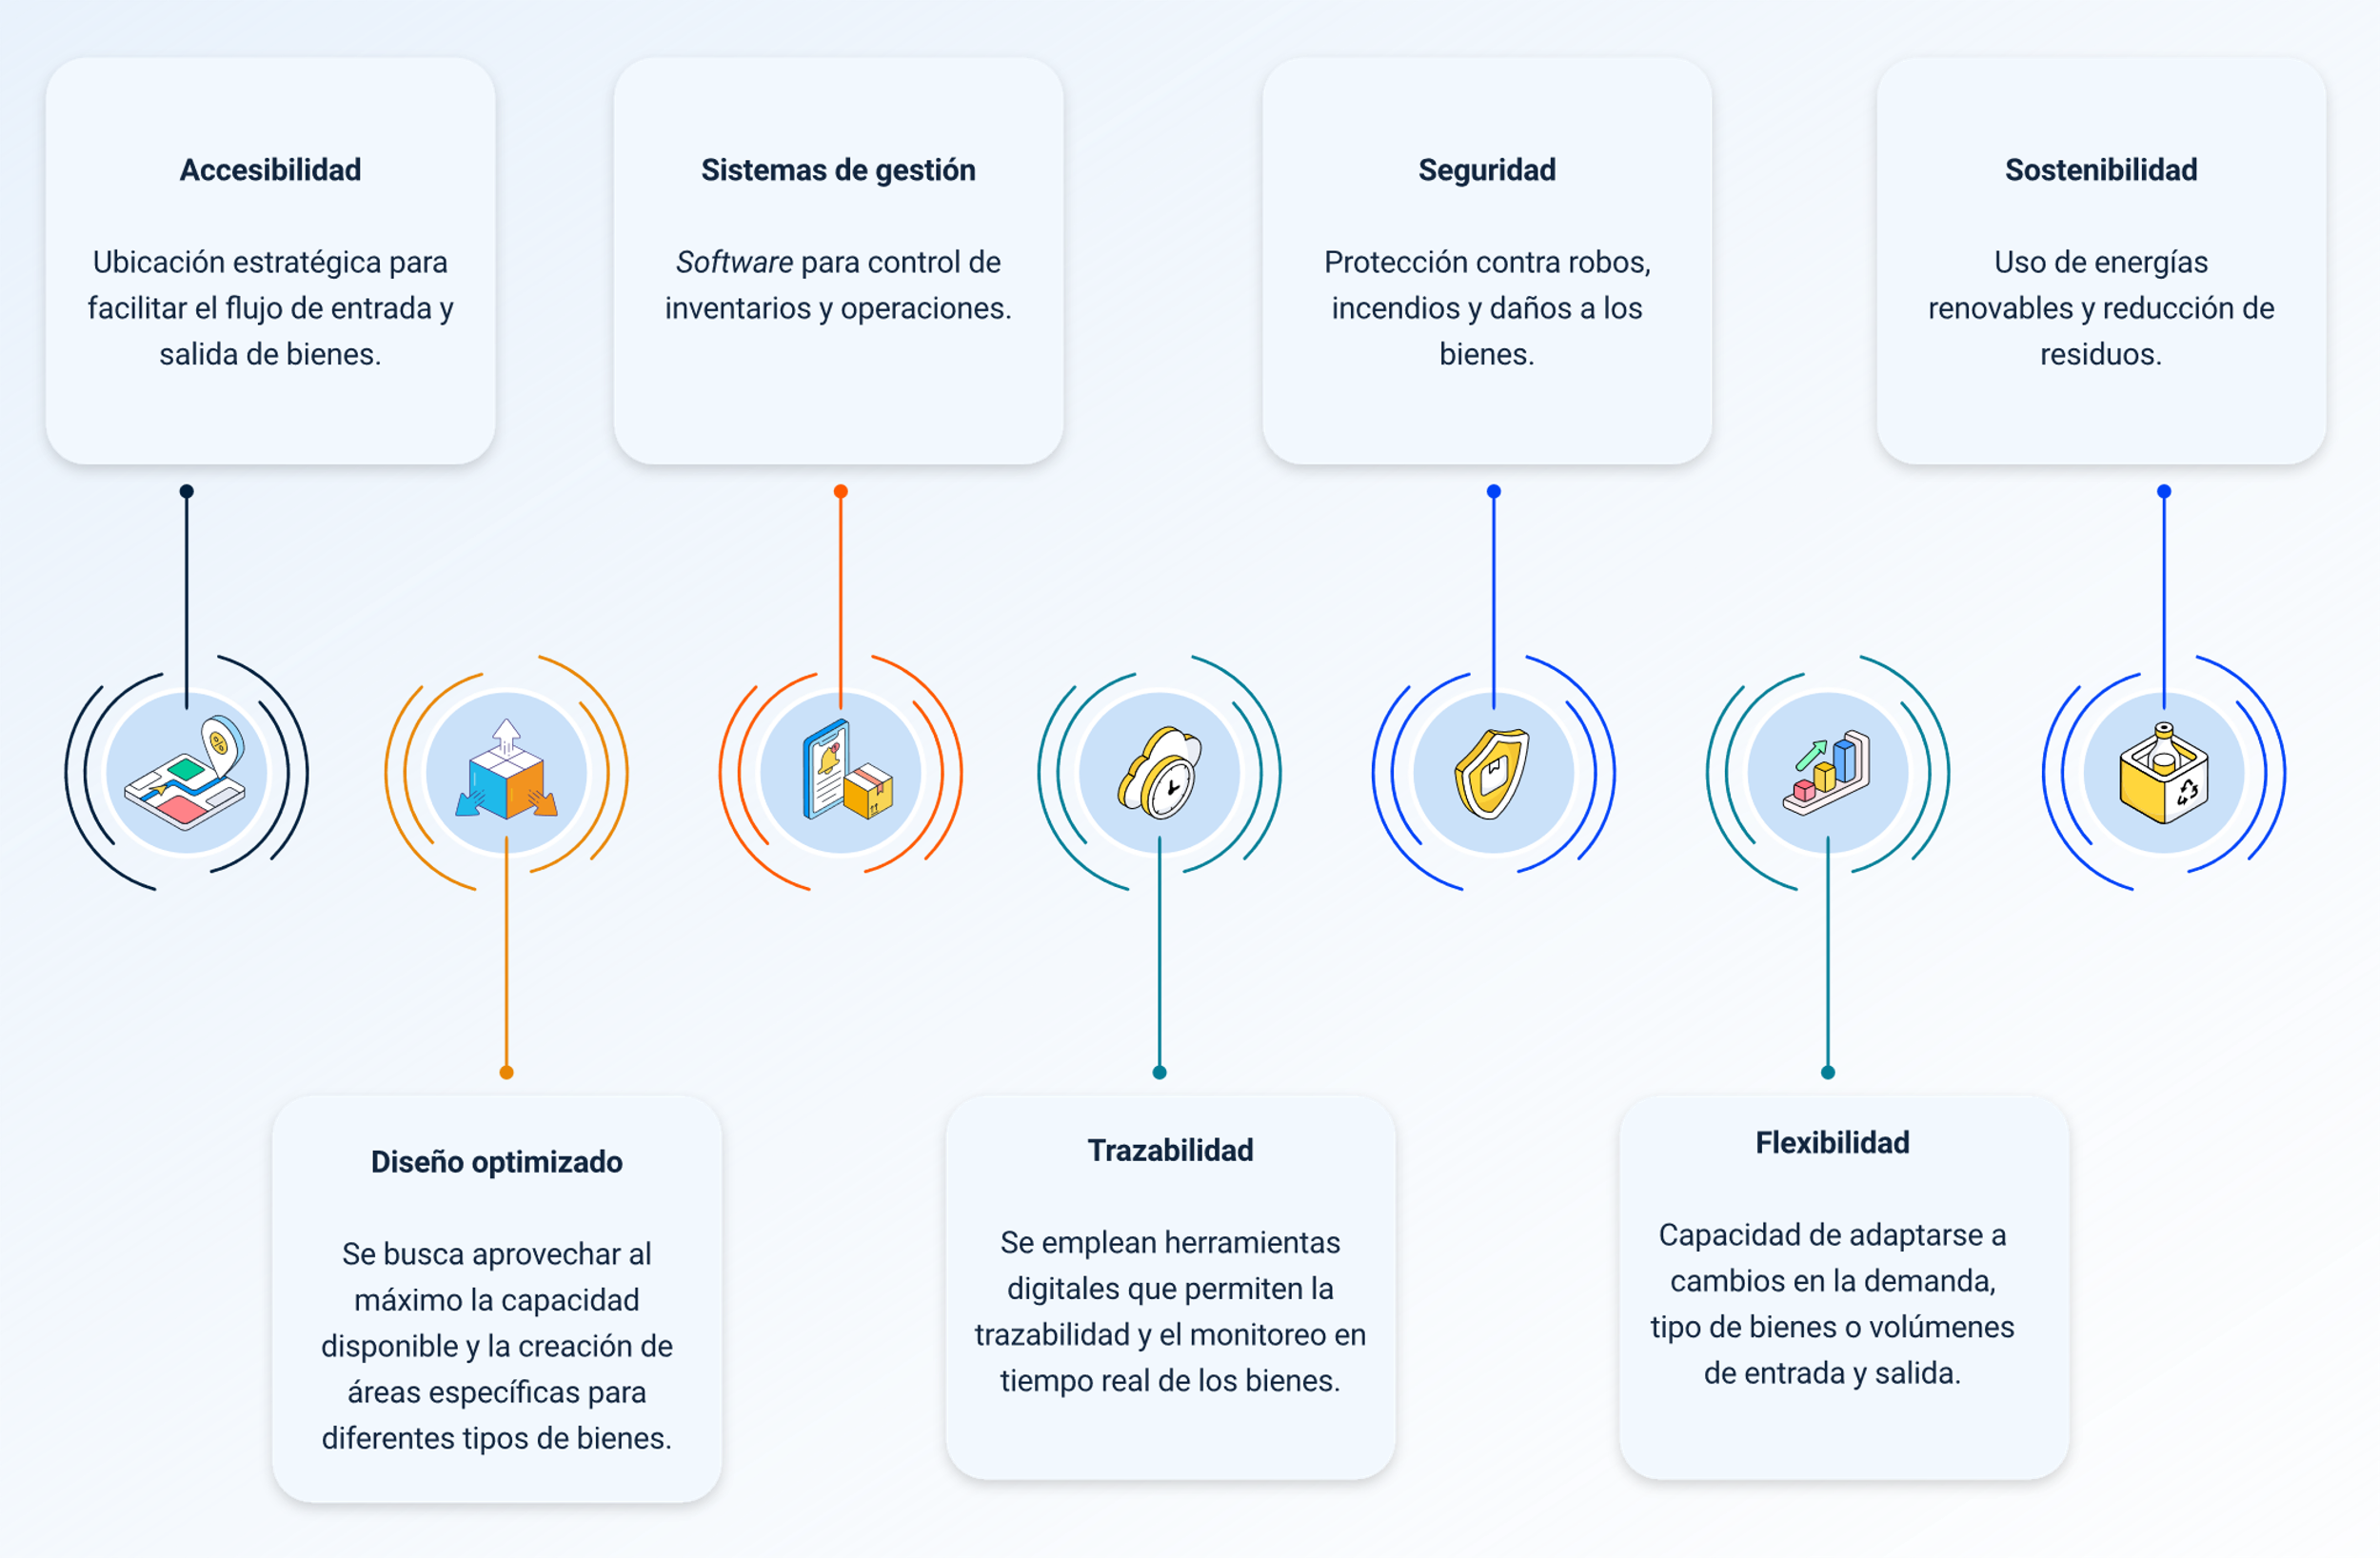 Accesibilidad
Ubicación estratégica para
facilitar el flujo de entrada y
salida de bienes.
Sistemas de gestión
Software para control de
inventarios y operaciones.
Seguridad
Protección contra robos,
incendios y daños a los
bienes.
Sostenibilidad
Uso de energías
renovables y reducción de
residuos.
Diseño optimizado
Se busca aprovechar al
máximo la capacidad
disponible y la creación de
áreas específicas para
diferentes tipos de bienes.
Trazabilidad
Se emplean herramientas
digitales que permiten la
trazabilidad y el monitoreo en
tiempo real de los bienes.
Flexibilidad
Capacidad de adaptarse a
cambios en la demanda,
tipo de bienes o volúmenes
de entrada y salida.